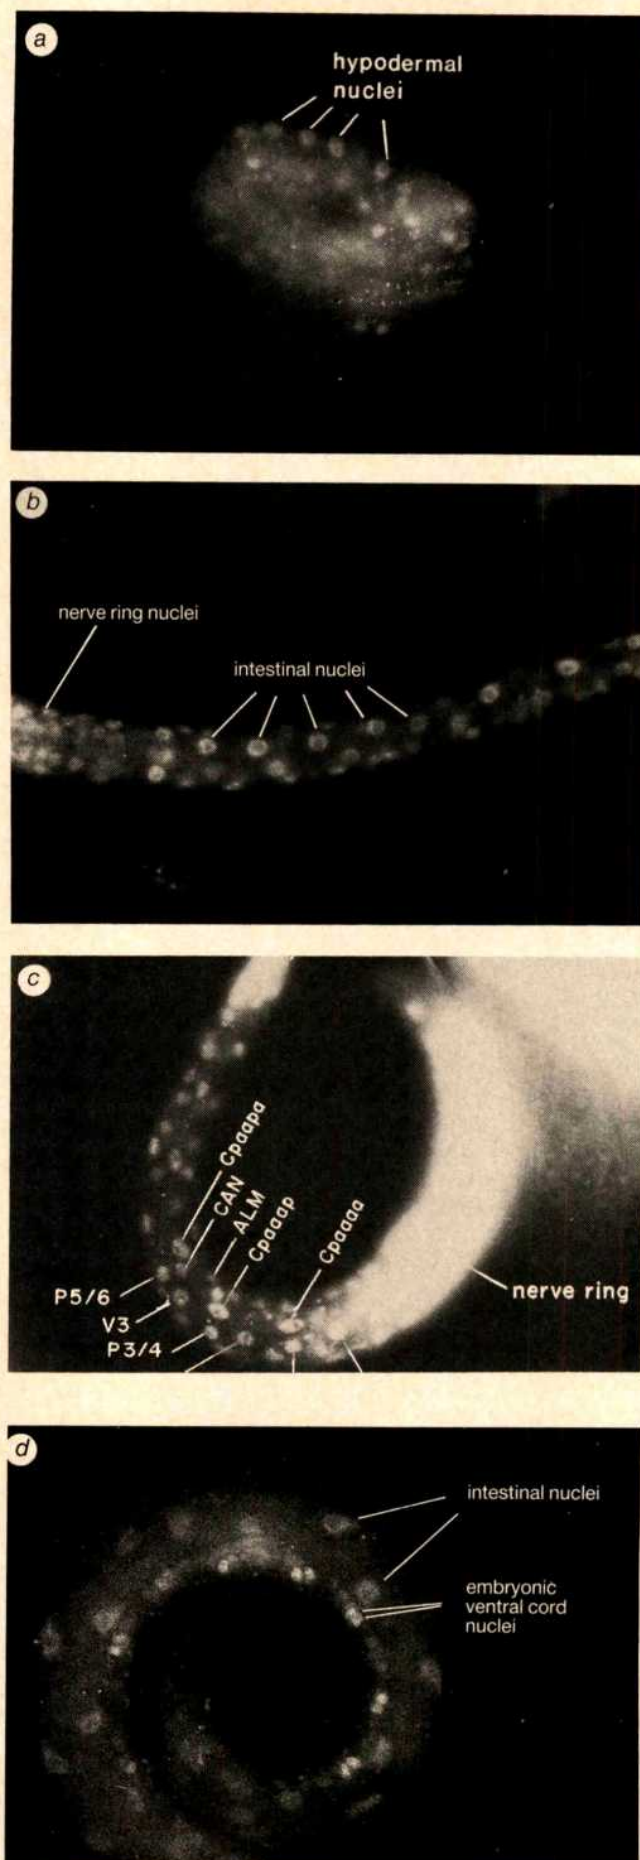 a
hypodermal
nuclei
b
nerve ring nuclei
intestinal nuclei
c
Cpaapa
CAN
ALM
Cpaaap
Cpaaaa
P5/6
V3
P3/4
nerve ring
d
intestinal nuclei
embryonic
ventral cord
nuclei